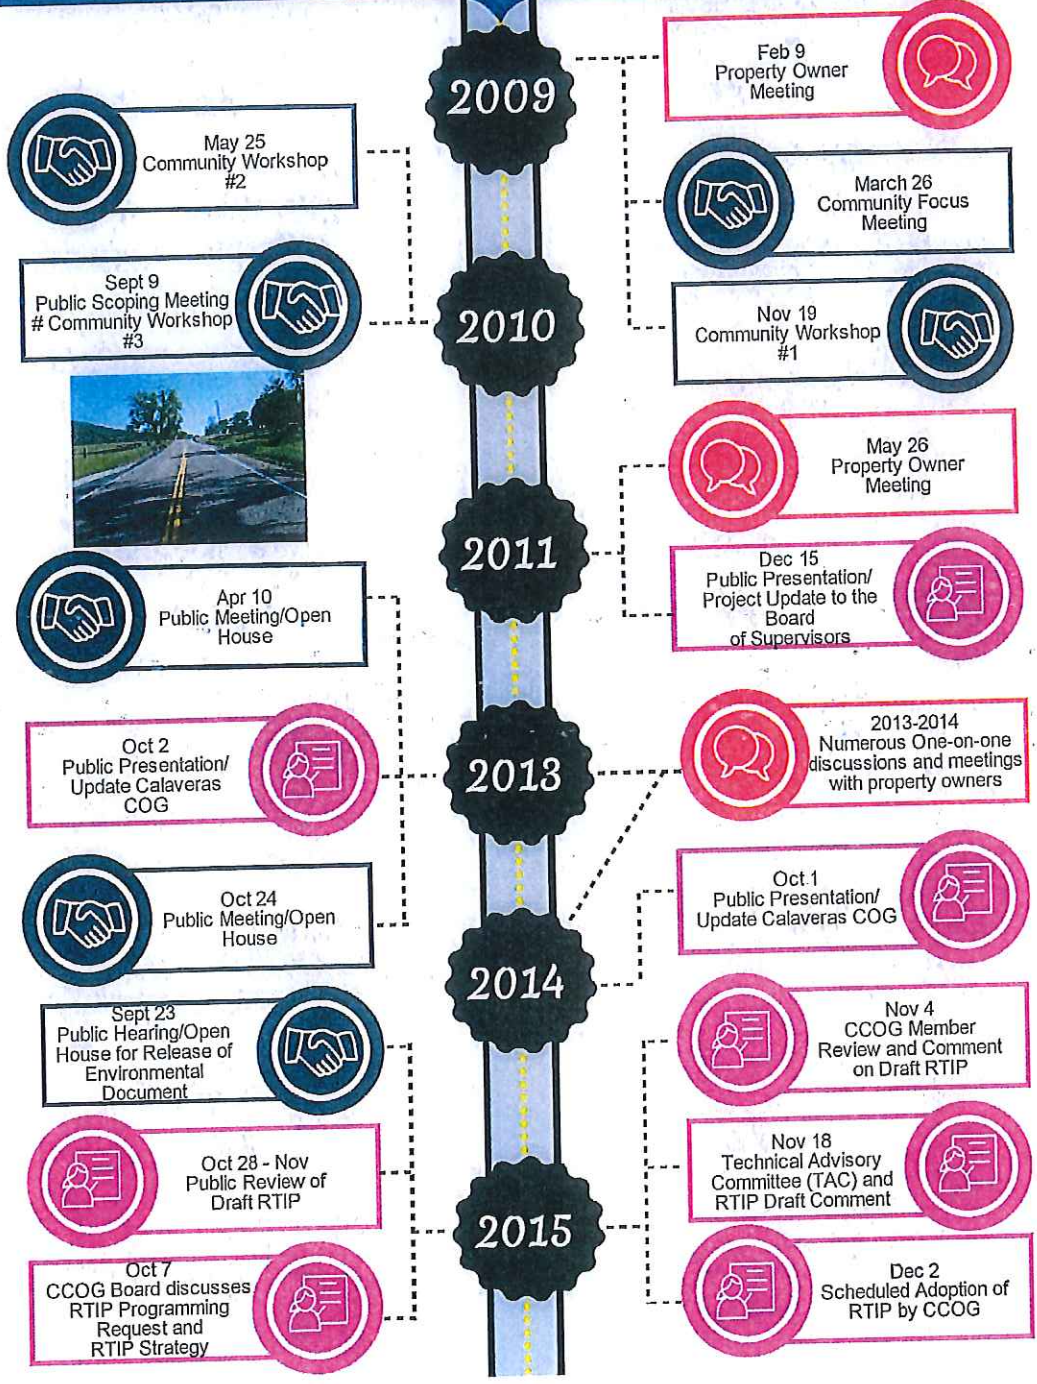 2009
Feb 9
Property Owner
Meeting
March 26
Community Focus
Meeting
Nov 19
Community Workshop
#1
May 25
Community Workshop
#2
Sept 9
Public Scoping Meeting
# Community Workshop
#3
2010
2011
May 26
Property Owner
Meeting
Dec 15
Public Presentation/
Project Update to the
Board
of Supervisors
Apr 10
Public Meeting/Open
House
Oct 2
Public Presentation/
Update Calaveras
COG
Oct 24
Public Meeting/Open
House
2013
2013-2014
Numerous One-on-one
discussions and meetings
with property owners
2014
Oct 1
Public Presentation/
Update Calaveras COG
Sept 23
Public Hearing/Open
House for Release of
Environmental
Document
Oct 28 - Nov
Public Review of
Draft RTIP
Oct 7
CCOG Board discusses
RTIP Programming
Request and
RTIP Strategy
2015
Nov 4
CCOG Member
Review and Comment
on Draft RTIP
Nov 18
Technical Advisory
Committee (TAC) and
RTIP Draft Comment
Dec 2
Scheduled Adoption of
RTIP by CCOG